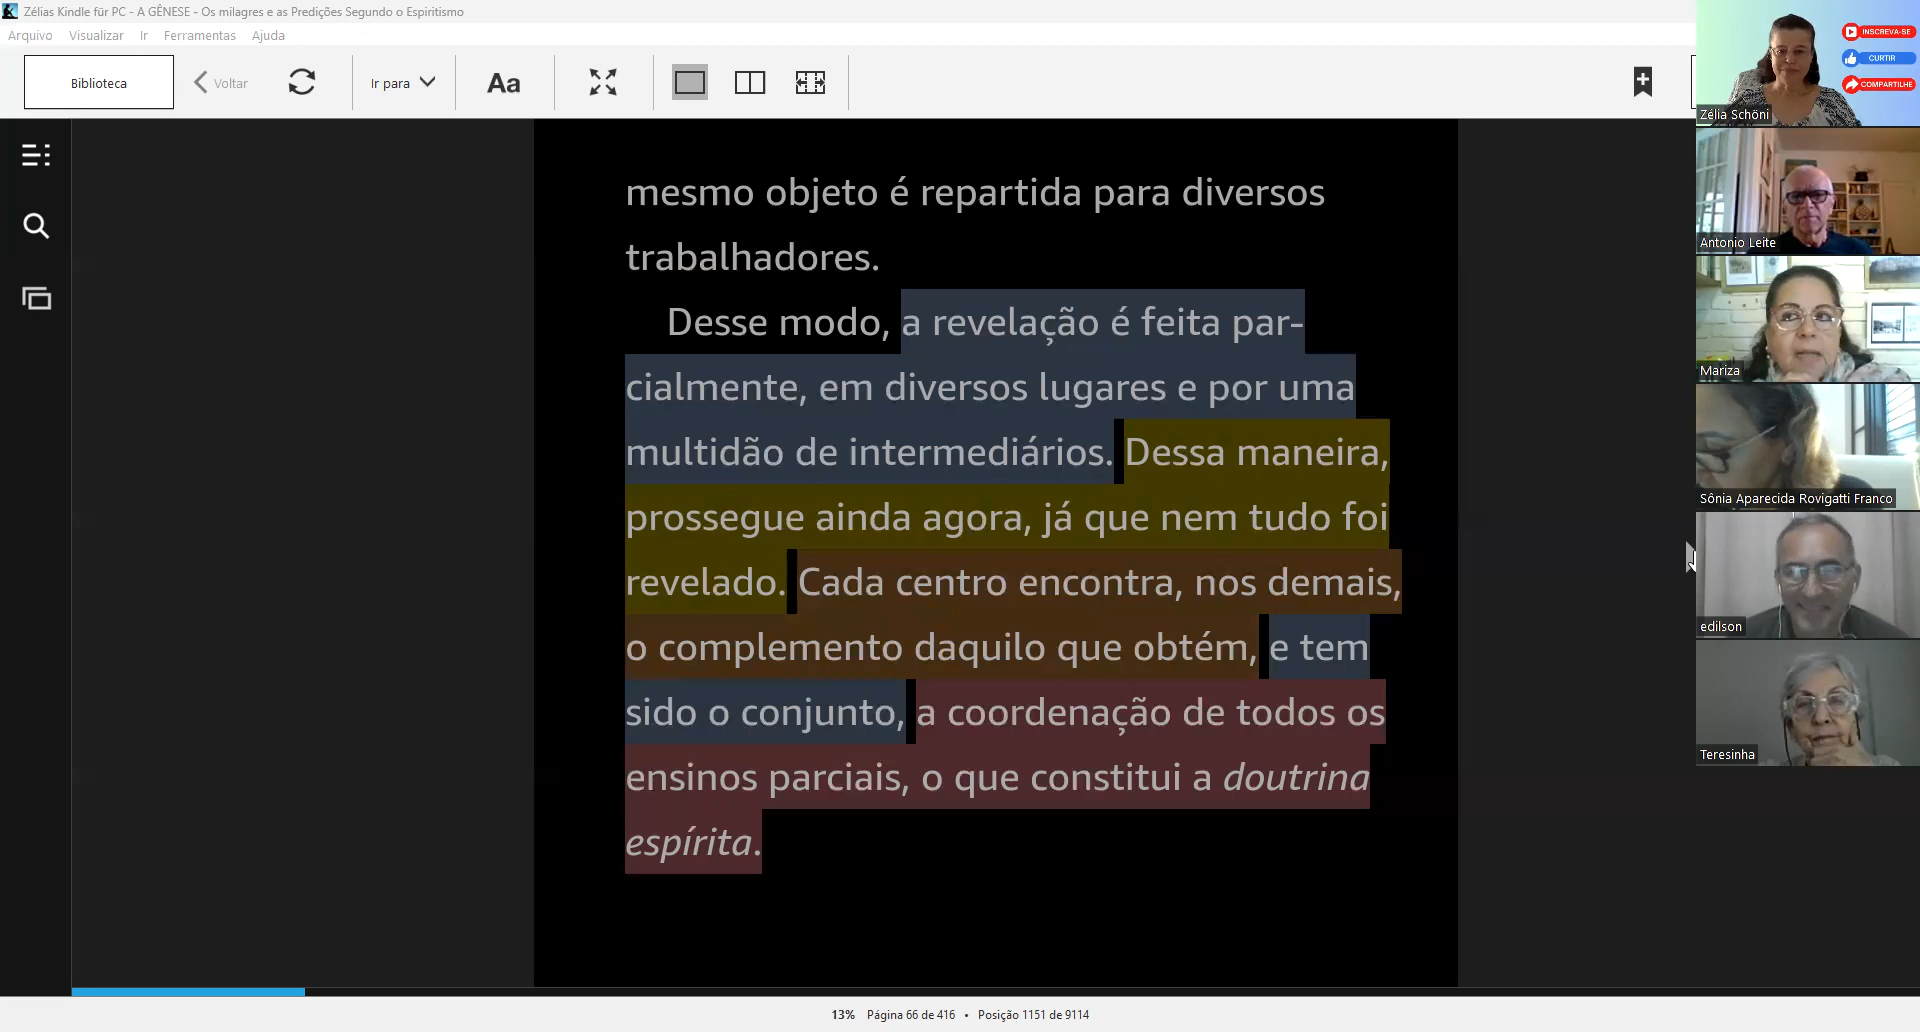 Zélias Kindle für PC - A GÊNESE - Os milagres e as Predições Segundo o Espiritismo
Arquivo Visualizar Ir Ferramentas Ajuda
Biblioteca Voltar Ir para Aa
mesmo objeto é repartida para diversos
trabalhadores.
Desse modo, a revelação é feita par-
cialmente, em diversos lugares e por uma
multidão de intermediários. Dessa maneira,
prossegue ainda agora, já que nem tudo foi
revelado. Cada centro encontra, nos demais,
o complemento daquilo que obtém, e tem
sido o conjunto, a coordenação de todos os
ensinos parciais, o que constitui a doutrina
espírita.
13% Página 66 de 416 • Posição 1151 de 9114
INSCREVA-SE
CURTIR
COMPARTILHE
Zélia Schöni
Antonio Leite
Mariza
Sônia Aparecida Rovigatti Franco
edilson
Teresinha